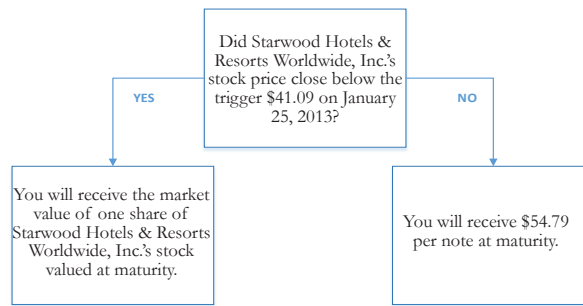 Did Starwood Hotels &
Resorts Worldwide, Inc.'s
stock price close below the
trigger $41.09 on January
25, 2013?
YES
NO
You will receive the market
value of one share of
Starwood Hotels & Resorts
Worldwide, Inc.'s stock
valued at maturity.
You will receive $54.79
per note at maturity.